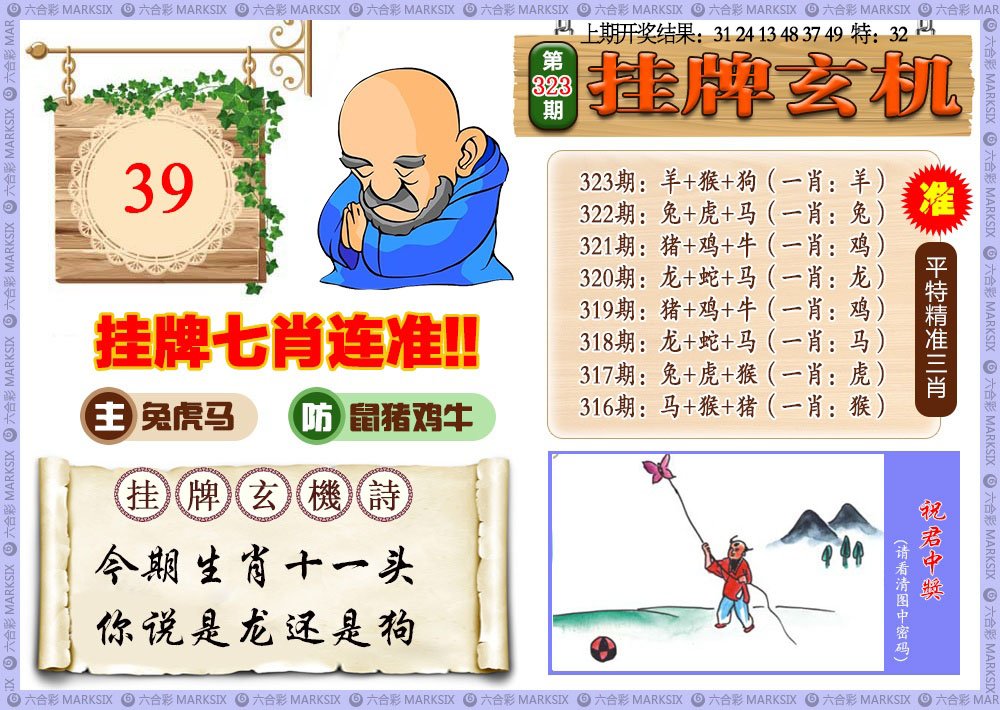 上期开奖结果：31 24 13 48 37 49 特：32
第323期
挂牌玄机
39
挂牌七肖连准!!
主 兔虎马
防 鼠猪鸡牛
挂牌玄機詩
今期生肖十一头
你说是龙还是狗
323期：羊+猴+狗（一肖：羊）
322期：兔+虎+马（一肖：兔）
321期：猪+鸡+牛（一肖：鸡）
320期：龙+蛇+马（一肖：龙）
319期：猪+鸡+牛（一肖：鸡）
318期：龙+蛇+马（一肖：马）
317期：兔+虎+猴（一肖：虎）
316期：马+猴+猪（一肖：猴）
准
平特精准三肖
祝君中奖
（请看清图中密码）
六合彩 MARKSIX